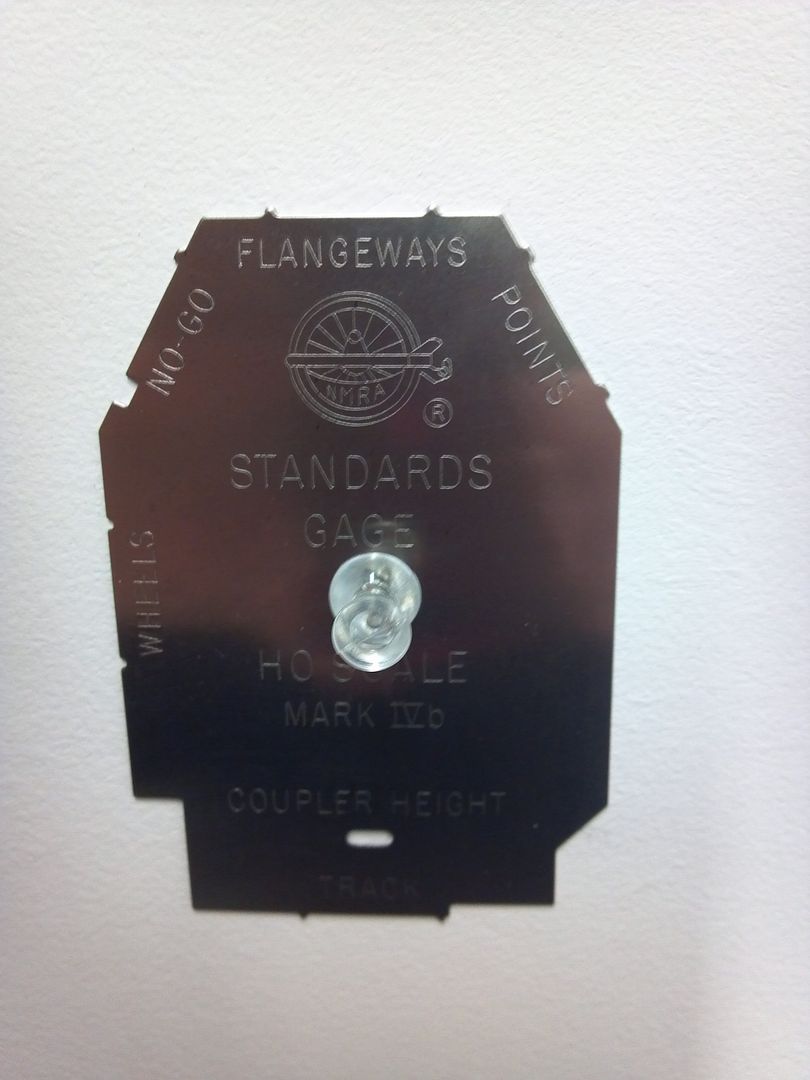 FLANGEWAYS
NO-GO
POINTS
NMRA
®
STANDARDS
GAGE
WHEELS
HO SCALE
MARK IVb
COUPLER HEIGHT
TRACK